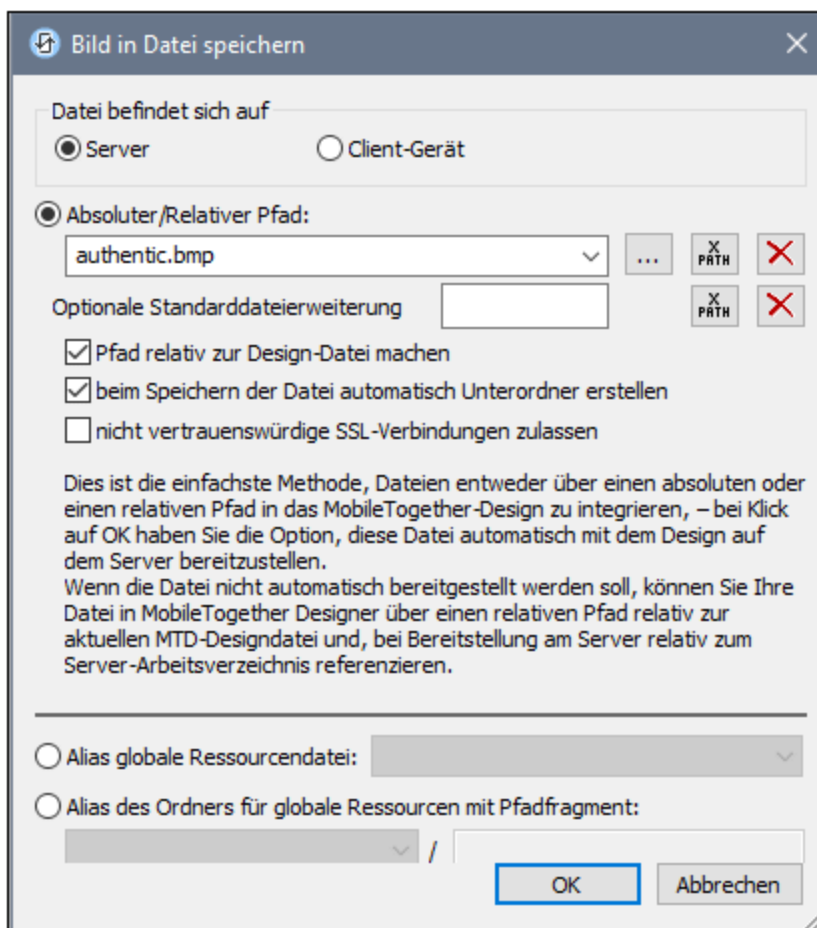 Bild in Datei speichern
Datei befindet sich auf
Server Client-Gerät
Absoluter/Relativer Pfad:
authentic.bmp ... X PATH
Optionale Standarddateierweiterung X PATH
Pfad relativ zur Design-Datei machen
beim Speichern der Datei automatisch Unterordner erstellen
nicht vertrauenswürdige SSL-Verbindungen zulassen
Dies ist die einfachste Methode, Dateien entweder über einen absoluten oder
einen relativen Pfad in das MobileTogether-Design zu integrieren, – bei Klick
auf OK haben Sie die Option, diese Datei automatisch mit dem Design auf
dem Server bereitzustellen.
Wenn die Datei nicht automatisch bereitgestellt werden soll, können Sie Ihre
Datei in MobileTogether Designer über einen relativen Pfad relativ zur
aktuellen MTD-Designdatei und, bei Bereitstellung am Server relativ zum
Server-Arbeitsverzeichnis referenzieren.
Alias globale Ressourcendatei:
Alias des Ordners für globale Ressourcen mit Pfadfragment:
/
OK Abbrechen